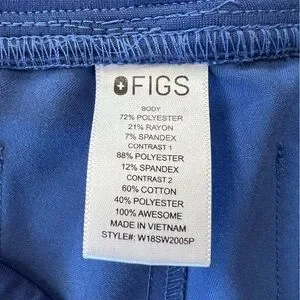 FIGS
BODY
72% POLYESTER
21% RAYON
7% SPANDEX
CONTRAST 1
88% POLYESTER
12% SPANDEX
CONTRAST 2
60% COTTON
40% POLYESTER
100% AWESOME
MADE IN VIETNAM
STYLE#: W18SW2005P